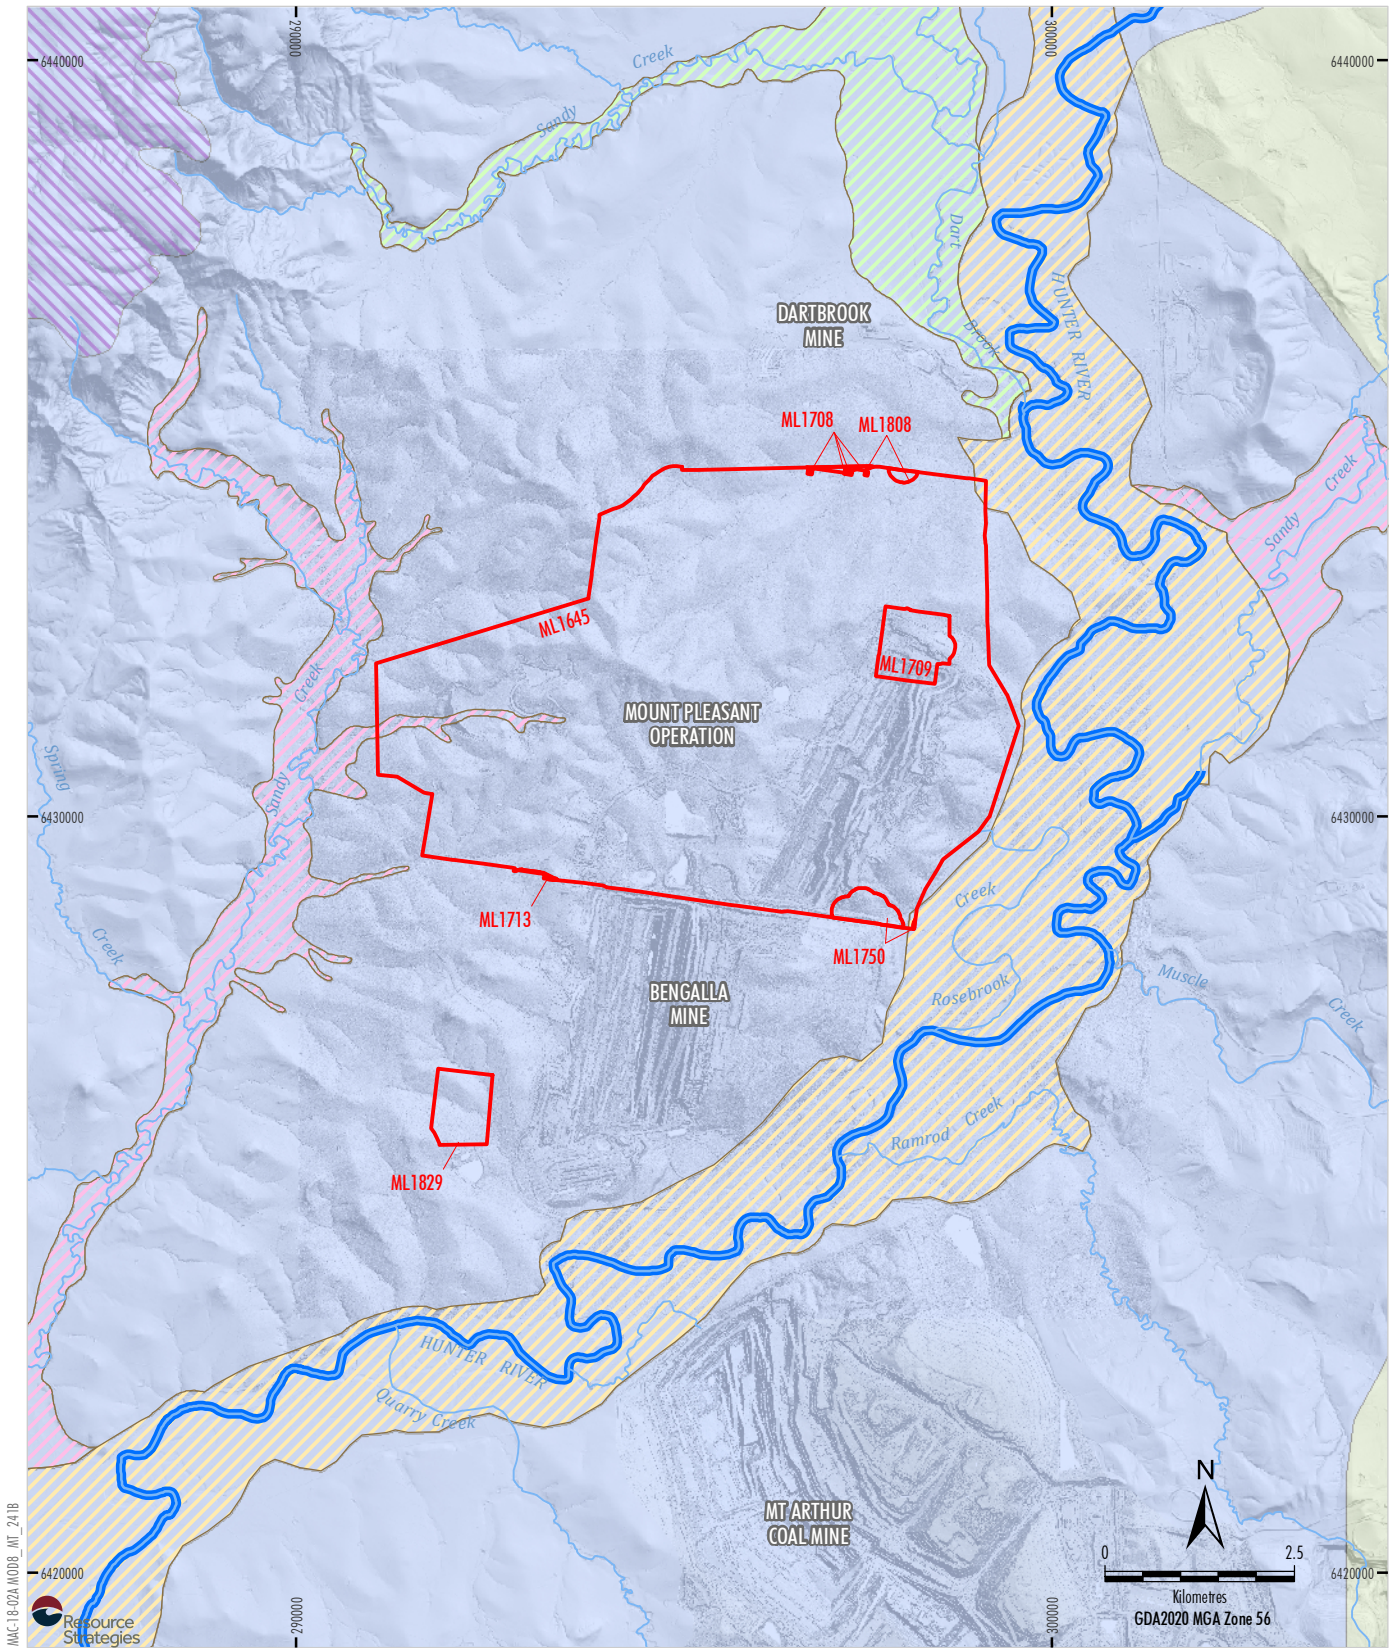 290000
300000
6440000
6440000
Creek
Sandy
Dart
Brook
HUNTER RIVER
DARTBROOK
MINE
ML1708
ML1808
Creek
Sandy
ML1645
ML1709
Creek
Sandy
MOUNT PLEASANT
OPERATION
Spring
Creek
6430000
6430000
Creek
Rosebrook
ML1713
ML1750
Muscle
Creek
BENGALLA
MINE
Ramrod Creek
ML1829
HUNTER RIVER
Quarry Creek
MT ARTHUR
COAL MINE
N
0 2.5
Kilometres
GDA2020 MGA Zone 56
6420000
6420000
290000
300000
Resource
Strategies
MAC-18-02A MOD8_MT_241B